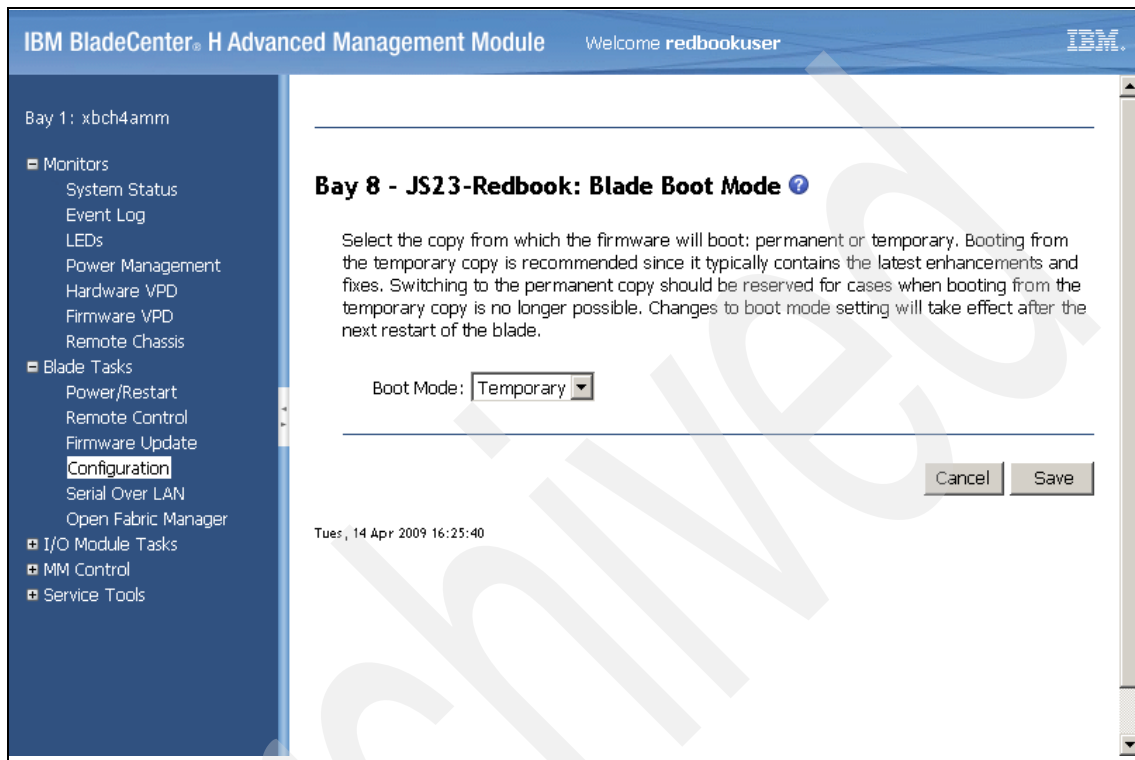 IBM BladeCenter® H Advanced Management Module
Welcome redbookuser
IBM.
Bay 1: xbch4amm
Monitors
System Status
Event Log
LEDs
Power Management
Hardware VPD
Firmware VPD
Remote Chassis
Blade Tasks
Power/Restart
Remote Control
Firmware Update
Configuration
Serial Over LAN
Open Fabric Manager
I/O Module Tasks
MM Control
Service Tools
Bay 8 - JS23-Redbook: Blade Boot Mode
Select the copy from which the firmware will boot: permanent or temporary. Booting from
the temporary copy is recommended since it typically contains the latest enhancements and
fixes. Switching to the permanent copy should be reserved for cases when booting from the
temporary copy is no longer possible. Changes to boot mode setting will take effect after the
next restart of the blade.
Boot Mode: Temporary
Cancel Save
Tues, 14 Apr 2009 16:25:40
chived